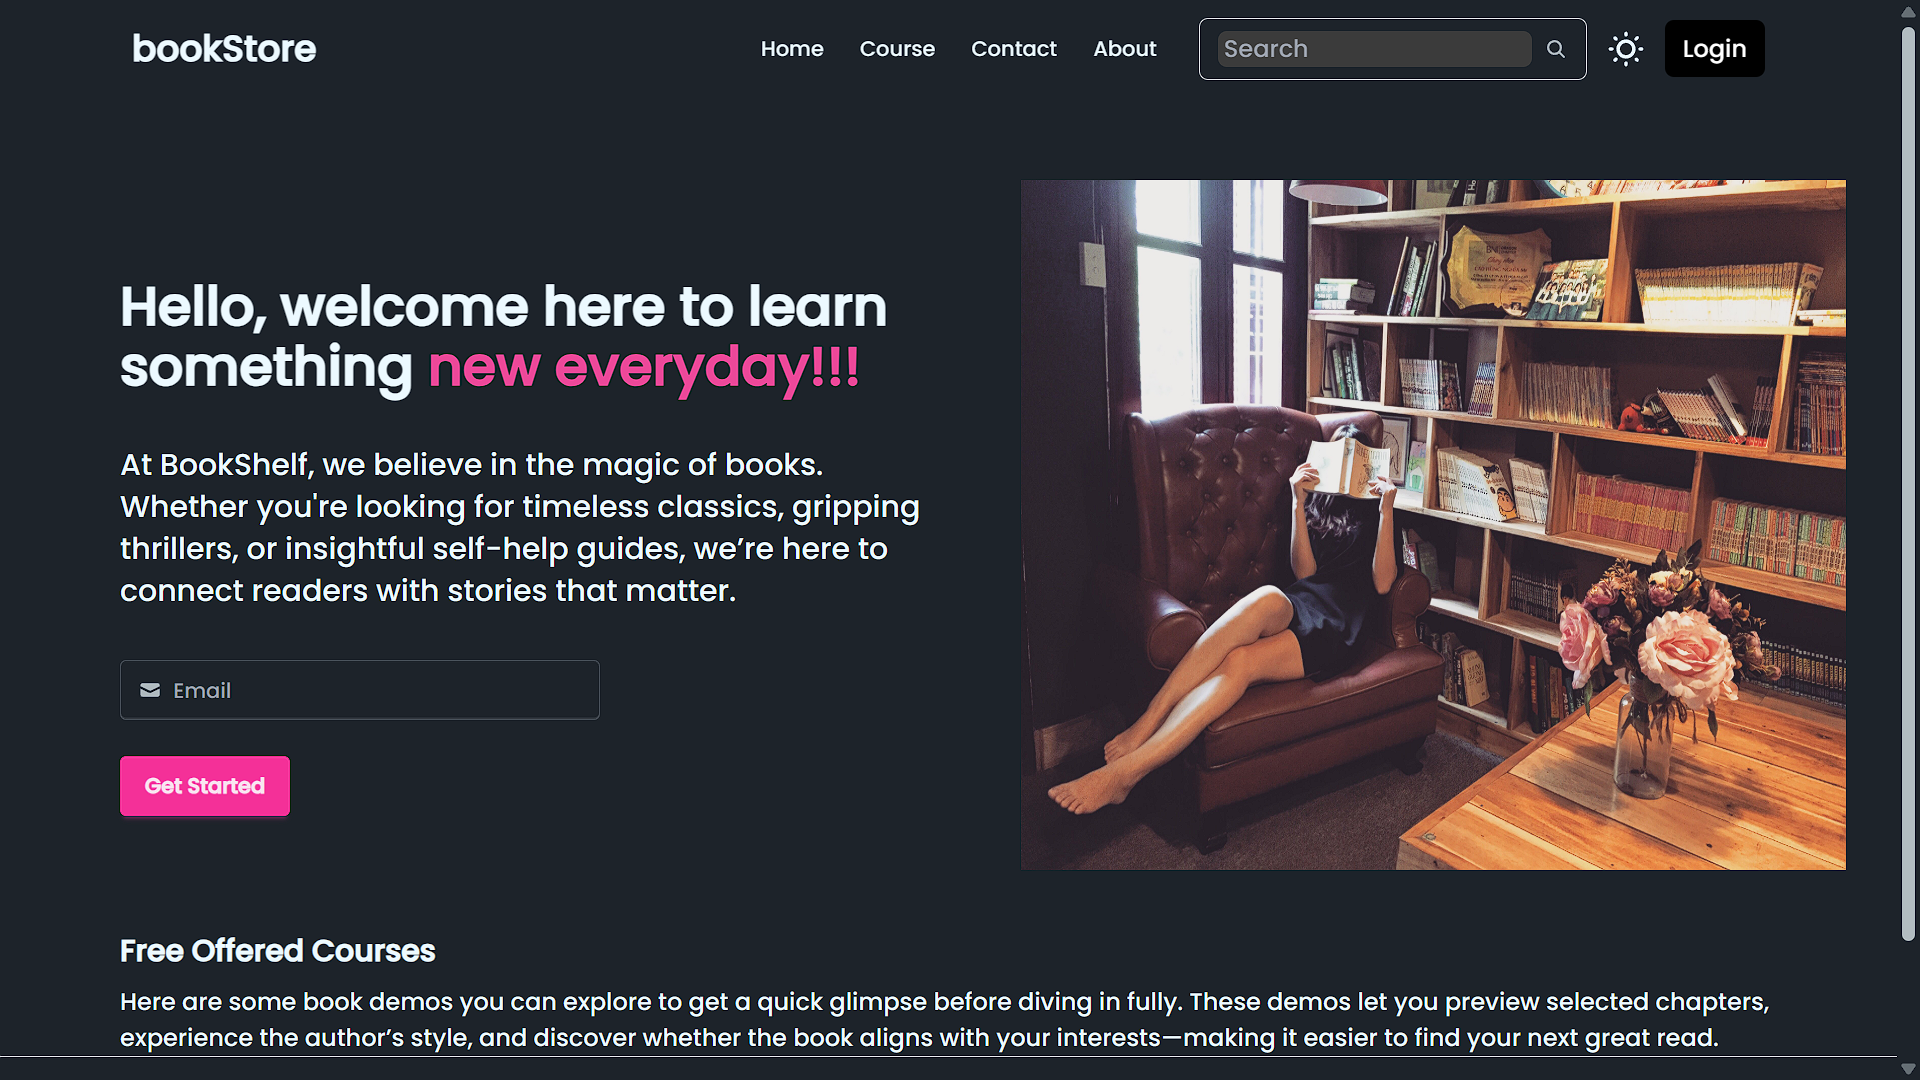 bookStore
Home
Course
Contact
About
Search
Login
Hello, welcome here to learn
something new everyday!!!
At BookShelf, we believe in the magic of books.
Whether you're looking for timeless classics, gripping
thrillers, or insightful self-help guides, we’re here to
connect readers with stories that matter.
Email
Get Started
Free Offered Courses
Here are some book demos you can explore to get a quick glimpse before diving in fully. These demos let you preview selected chapters,
experience the author’s style, and discover whether the book aligns with your interests—making it easier to find your next great read.